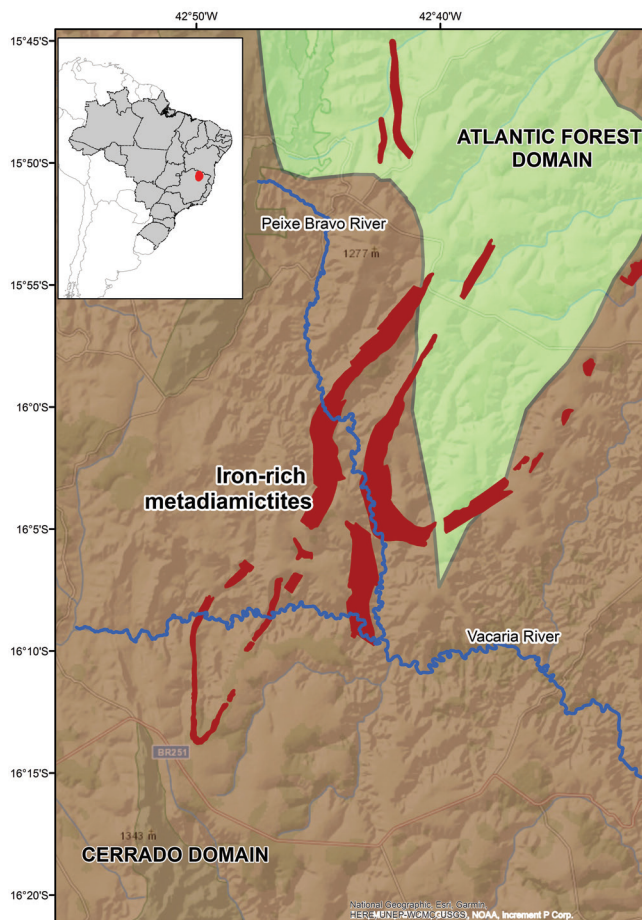 42°50'W
42°40'W
15°45'S
ATLANTIC FOREST
DOMAIN
15°50'S
Peixe Bravo River
1277 m
15°55'S
16°0'S
Iron-rich
metadiamictites
16°5'S
Vacaria River
16°10'S
BR251
16°15'S
1343 m
CERRADO DOMAIN
16°20'S
National Geographic, Esri, Garmin,
HERE, UNEP-WCMC, USGS, NOAA, Increment P Corp.